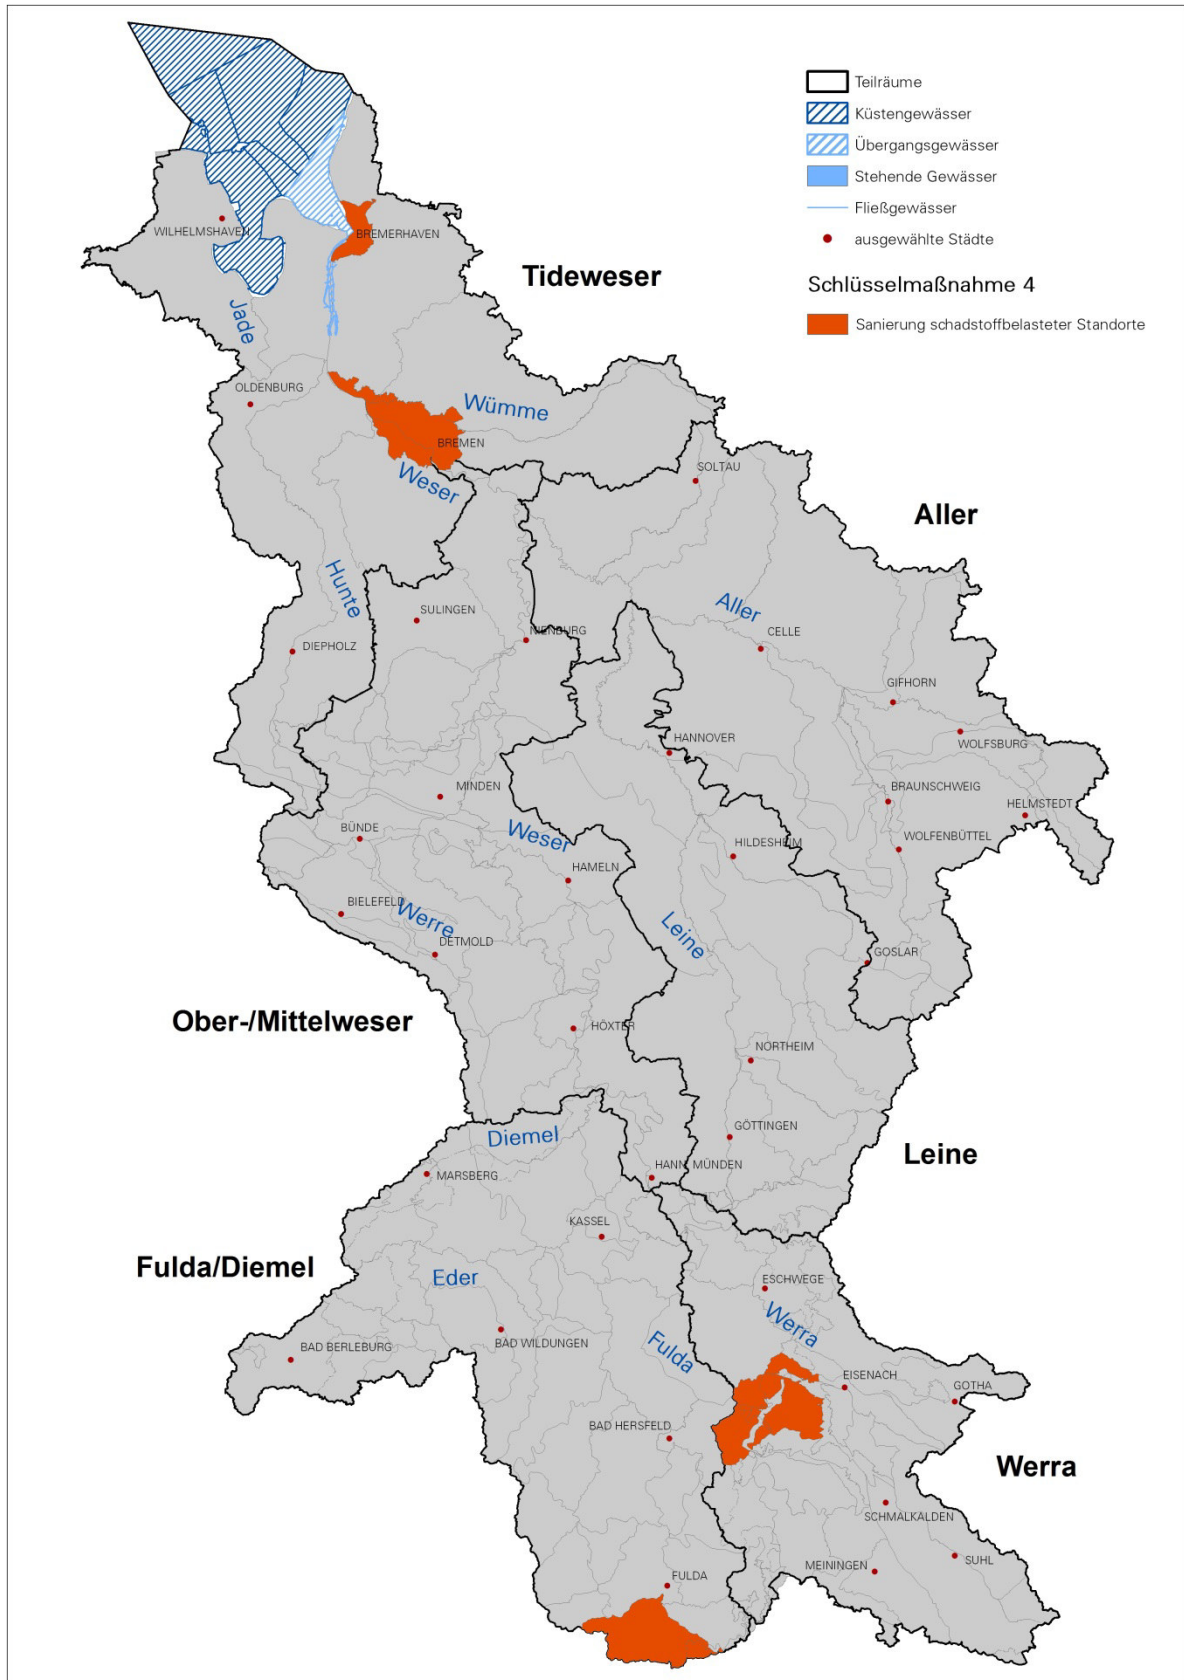 Teilräume
Küstengewässer
Übergangsgewässer
Stehende Gewässer
Fließgewässer
ausgewählte Städte
Schlüsselmaßnahme 4
Sanierung schadstoffbelasteter Standorte
WILHELMSHAVEN
BREMERHAVEN
Tideweser
Jade
OLDENBURG
Wümme
BREMEN
Weser
SOLTAU
Aller
Hunte
Aller
SULINGEN
NIENBURG
CELLE
DIEPHOLZ
GIFHORN
HANNOVER
WOLFSBURG
MINDEN
BRAUNSCHWEIG
HELMSTEDT
BÜNDE
Weser
WOLFENBÜTTEL
HILDESHEIM
HAMELN
BIELEFELD
Werre
Leine
DETMOLD
GOSLAR
Ober-/Mittelweser
HÖXTER
NORTHEIM
GÖTTINGEN
Diemel
Leine
MARSBERG
HANN. MÜNDEN
KASSEL
Fulda/Diemel
Eder
ESCHWEGE
Werra
BAD BERLEBURG
BAD WILDUNGEN
Fulda
EISENACH
GOTHA
BAD HERSFELD
Werra
SCHMALKALDEN
SUHL
MEININGEN
FULDA